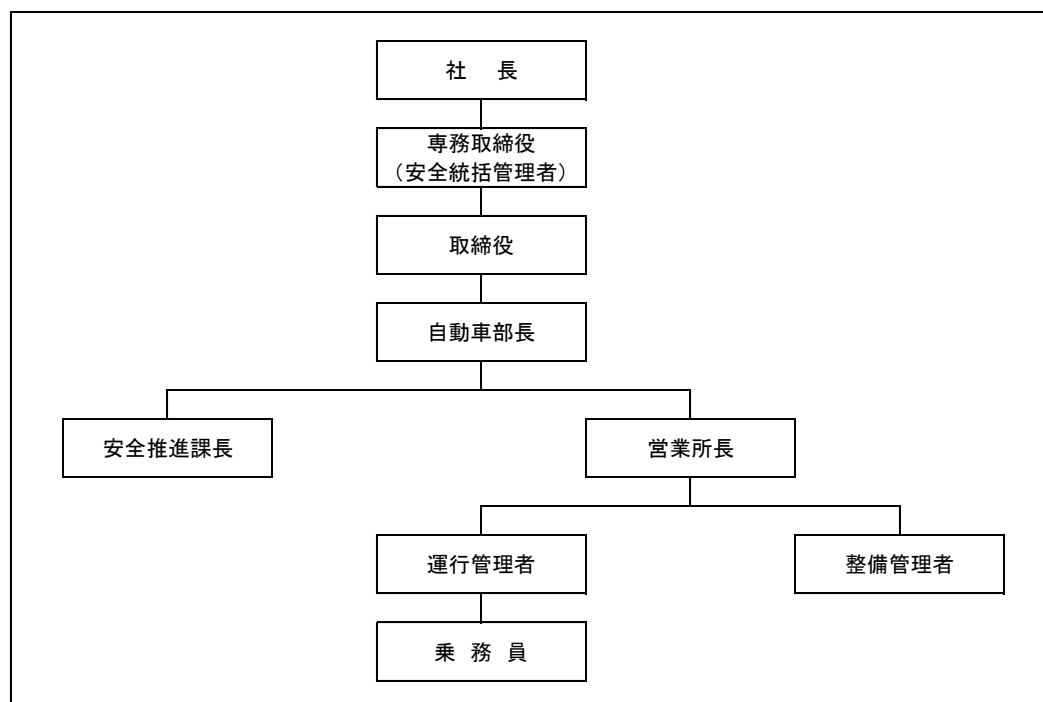 社 長
専務取締役
（安全統括管理者）
取締役
自動車部長
安全推進課長
営業所長
運行管理者
整備管理者
乗 務 員